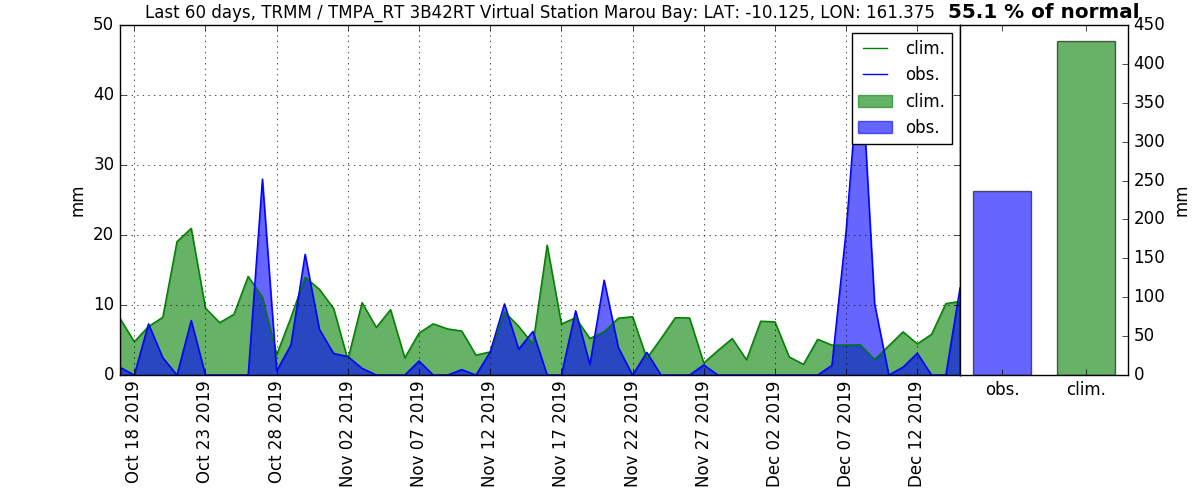 Last 60 days, TRMM / TMPA_RT 3B42RT Virtual Station Marou Bay: LAT: -10.125, LON: 161.375
55.1 % of normal
50
40
30
20
10
0
mm
clim.
obs.
clim.
obs.
Oct 18 2019
Oct 23 2019
Oct 28 2019
Nov 02 2019
Nov 07 2019
Nov 12 2019
Nov 17 2019
Nov 22 2019
Nov 27 2019
Dec 02 2019
Dec 07 2019
Dec 12 2019
450
400
350
300
250
200
150
100
50
0
mm
obs.
clim.